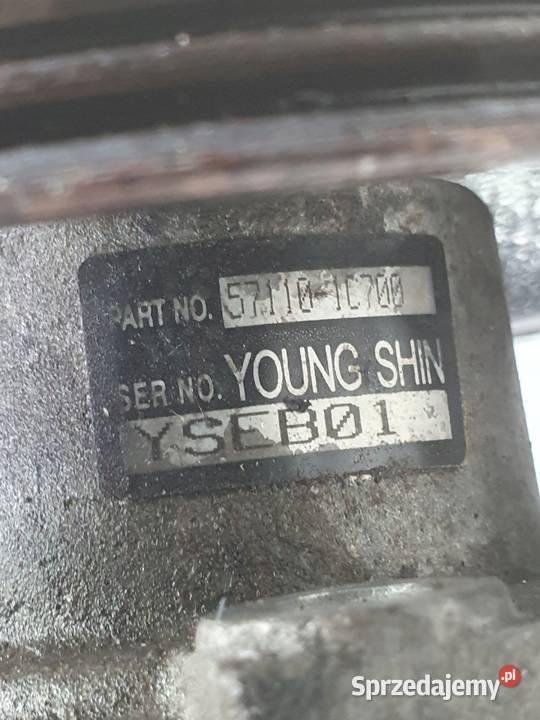 PART NO. 57110-1C700
SER NO. YOUNG SHIN
YSEB01
Sprzedajemy.pl